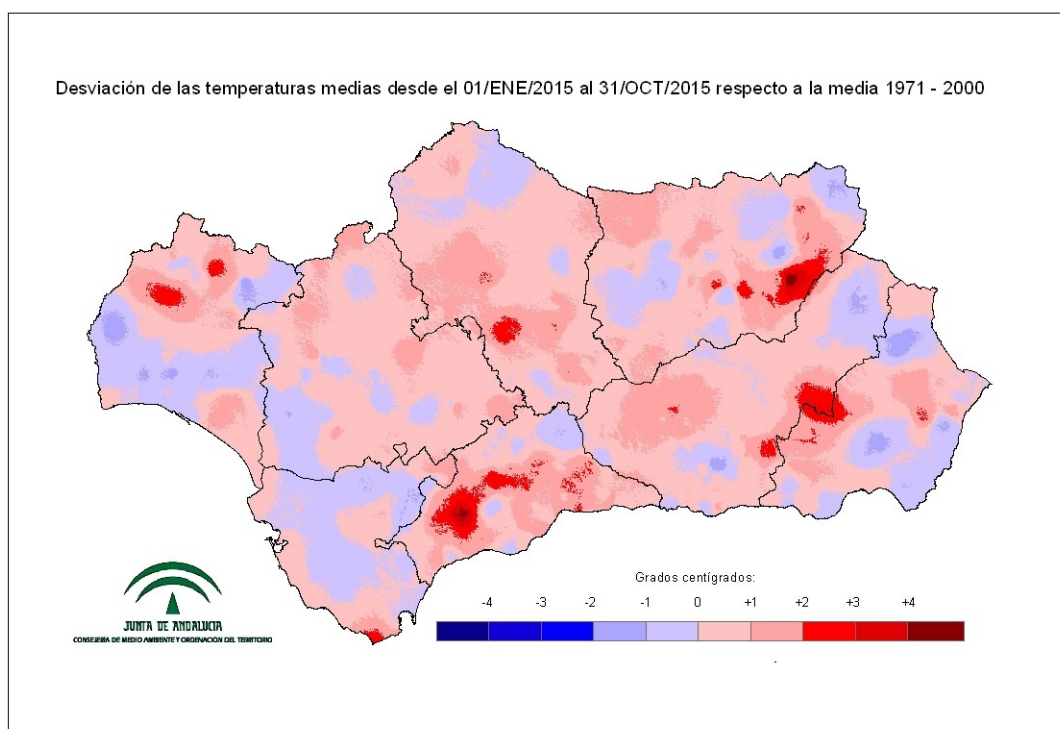 Desviación de las temperaturas medias desde el 01/ENE/2015 al 31/OCT/2015 respecto a la media 1971 - 2000
Grados centígrados:
-4 -3 -2 -1 0 +1 +2 +3 +4
JUNTA DE ANDALUCIA
CONSEJERÍA DE MEDIO AMBIENTE Y ORDENACIÓN DEL TERRITORIO